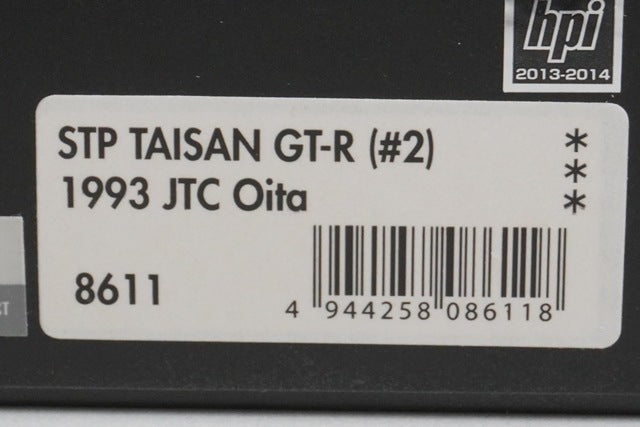 hpi
2013-2014
STP TAISAN GT-R (#2)
1993 JTC Oita
***
8611
4 944258 086118